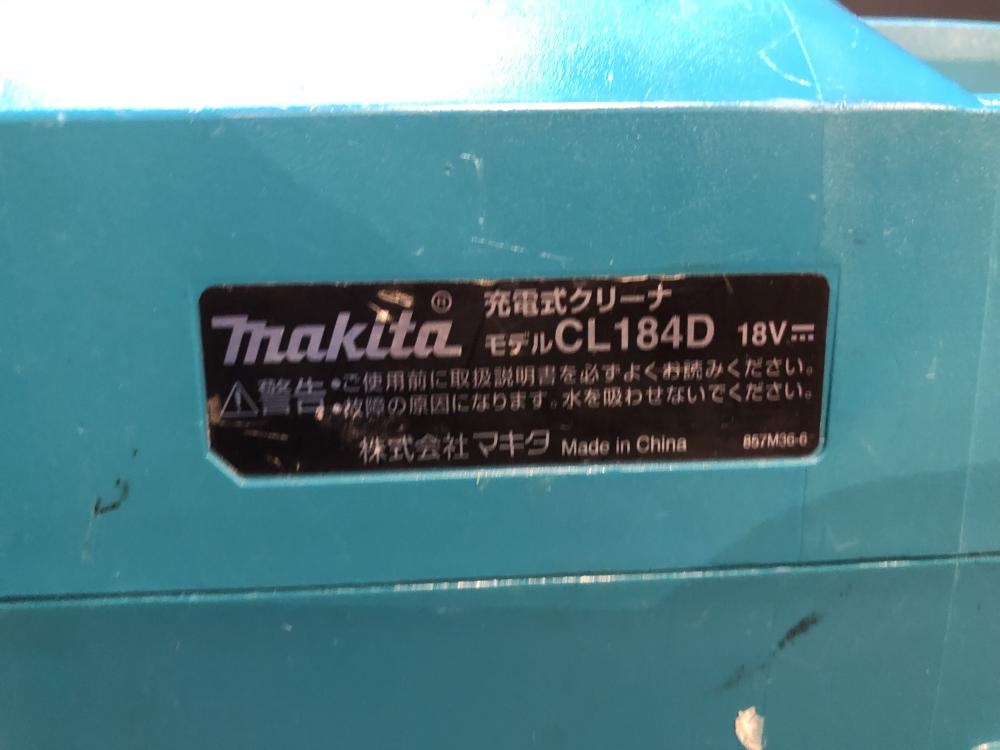 makita® 充電式クリーナ
モデルCL184D 18V⎓
⚠警告 •ご使用前に取扱説明書を必ずよくお読みください。
•故障の原因になります。水を吸わせないでください。
株式会社マキタ Made in China 857M36-6